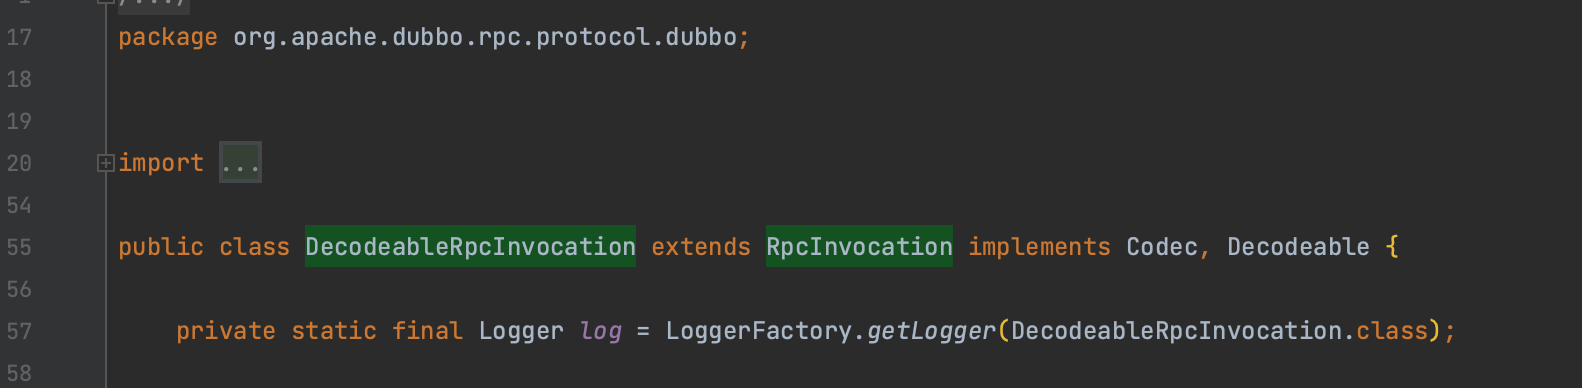 17 package org.apache.dubbo.rpc.protocol.dubbo;
18
19
20 import ...
54
55 public class DecodeableRpcInvocation extends RpcInvocation implements Codec, Decodeable {
56
57 private static final Logger log = LoggerFactory.getLogger(DecodeableRpcInvocation.class);
58